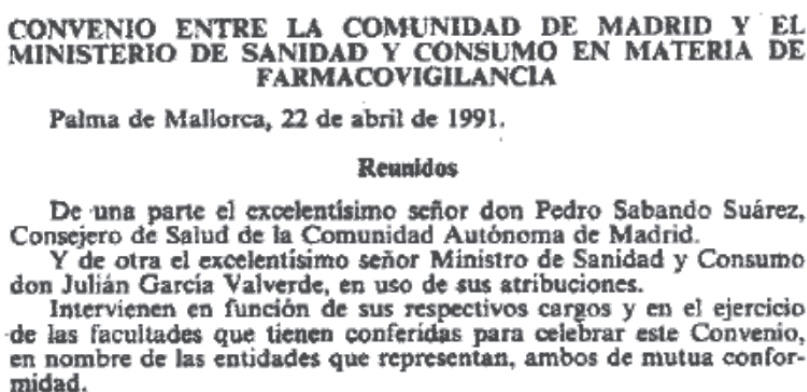 CONVENIO ENTRE LA COMUNIDAD DE MADRID Y EL
MINISTERIO DE SANIDAD Y CONSUMO EN MATERIA DE
FARMACOVIGILANCIA
Palma de Mallorca, 22 de abril de 1991.
Reunidos
De una parte el excelentísimo señor don Pedro Sabando Suárez,
Consejero de Salud de la Comunidad Autónoma de Madrid.
Y de otra el excelentísimo señor Ministro de Sanidad y Consumo
don Julián García Valverde, en uso de sus atribuciones.
Intervienen en función de sus respectivos cargos y en el ejercicio
de las facultades que tienen conferidas para celebrar este Convenio,
en nombre de las entidades que representan, ambos de mutua confor-
midad.